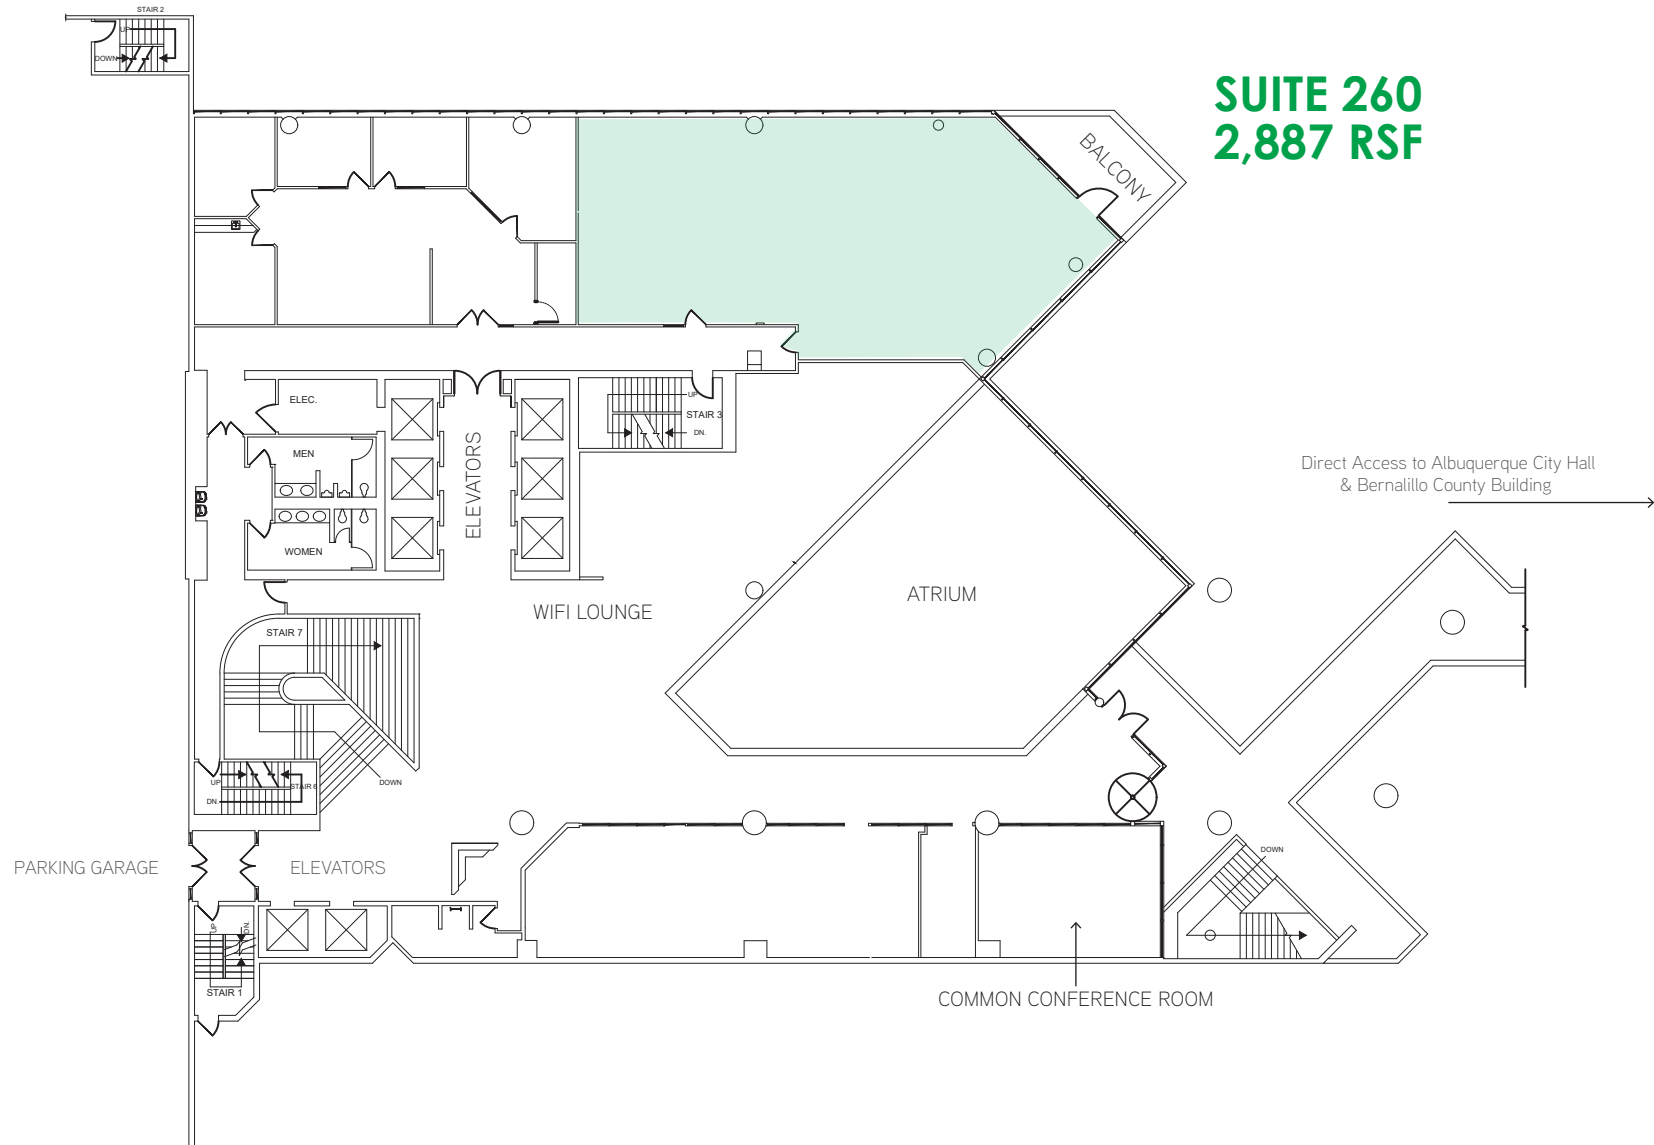 STAIR 2
UP
DOWN
SUITE 260
2,887 RSF
BALCONY
ELEC.
UP
STAIR 3
DN.
MEN
ELEVATORS
WOMEN
Direct Access to Albuquerque City Hall
& Bernalillo County Building
WIFI LOUNGE
ATRIUM
STAIR 7
UP
STAIR 6
DOWN
DN.
PARKING GARAGE
ELEVATORS
DOWN
UP
DN.
STAIR 1
COMMON CONFERENCE ROOM